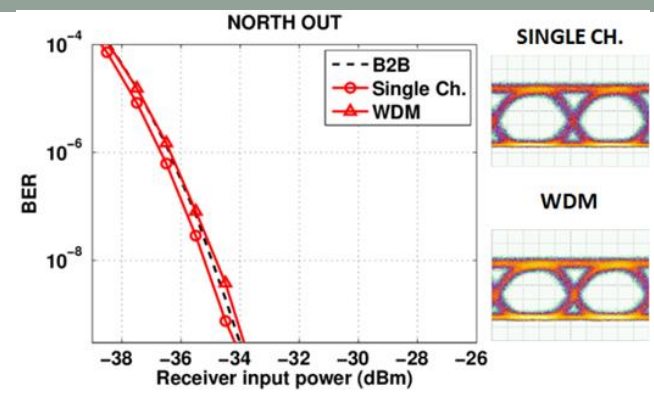 NORTH OUT
SINGLE CH.
10⁻⁴
B2B
Single Ch.
WDM
10⁻⁶
BER
WDM
10⁻⁸
−38 −36 −34 −32 −30 −28 −26
Receiver input power (dBm)